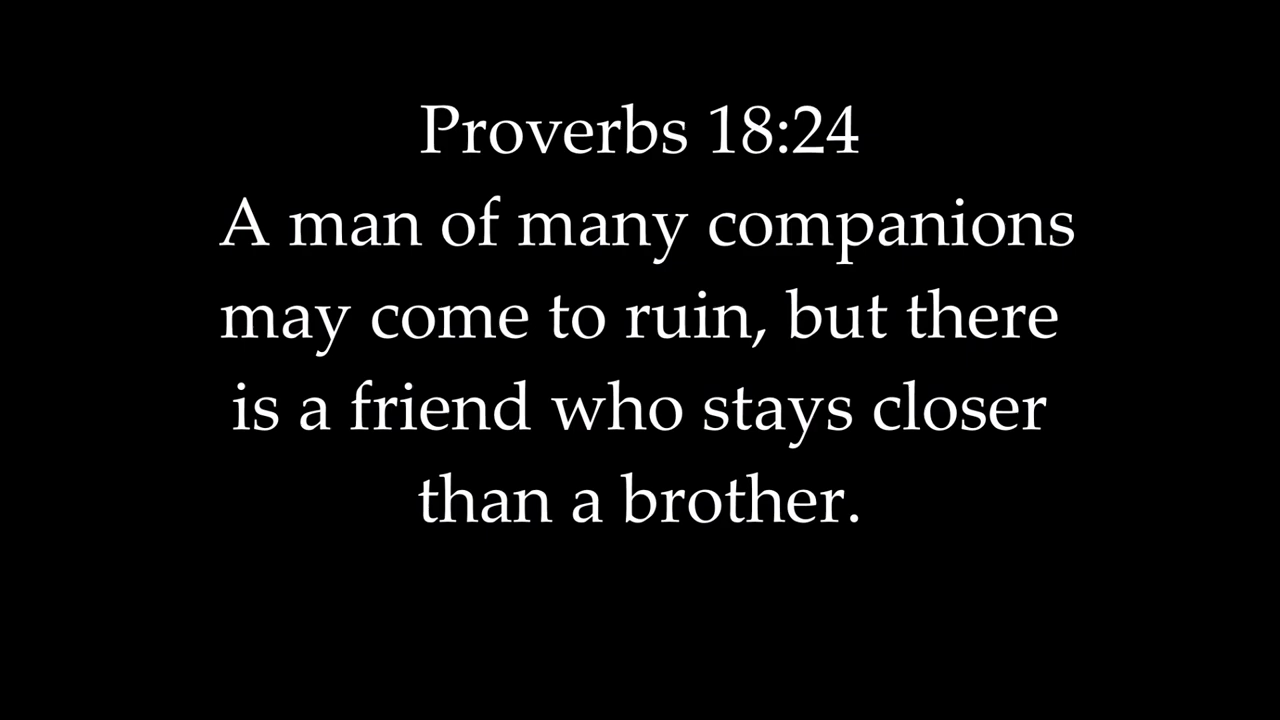 Proverbs 18:24
A man of many companions
may come to ruin, but there
is a friend who stays closer
than a brother.